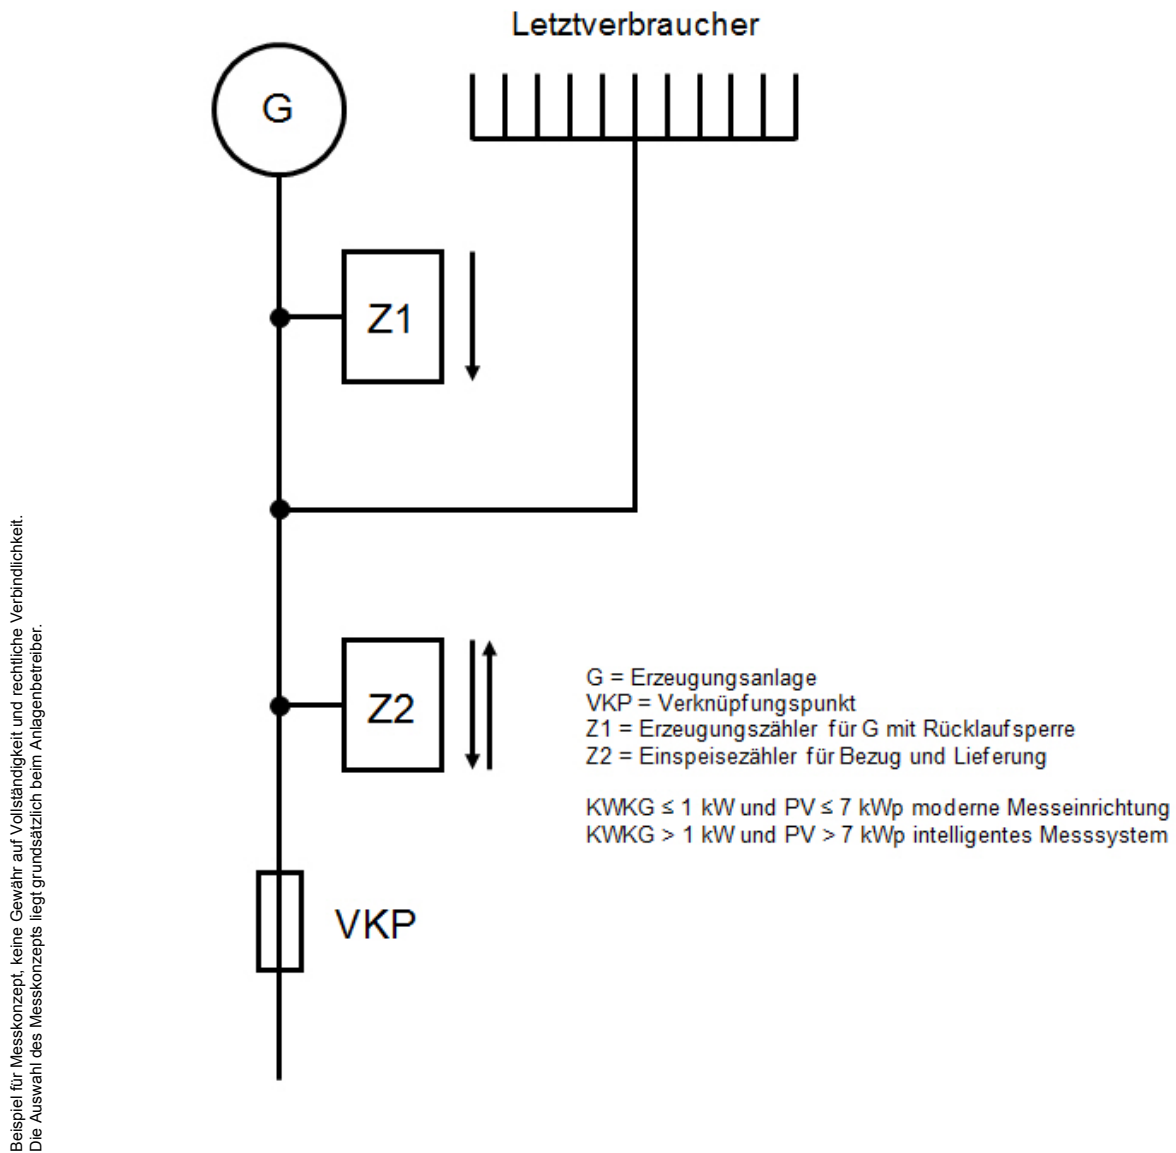 Letztverbraucher
G
Z1
Z2
G = Erzeugungsanlage
VKP = Verknüpfungspunkt
Z1 = Erzeugungszähler für G mit Rücklaufsperre
Z2 = Einspeisezähler für Bezug und Lieferung
KWKG ≤ 1 kW und PV ≤ 7 kWp moderne Messeinrichtung
KWKG > 1 kW und PV > 7 kWp intelligentes Messsystem
VKP
Beispiel für Messkonzept, keine Gewähr auf Vollständigkeit und rechtliche Verbindlichkeit.
Die Auswahl des Messkonzepts liegt grundsätzlich beim Anlagenbetreiber.